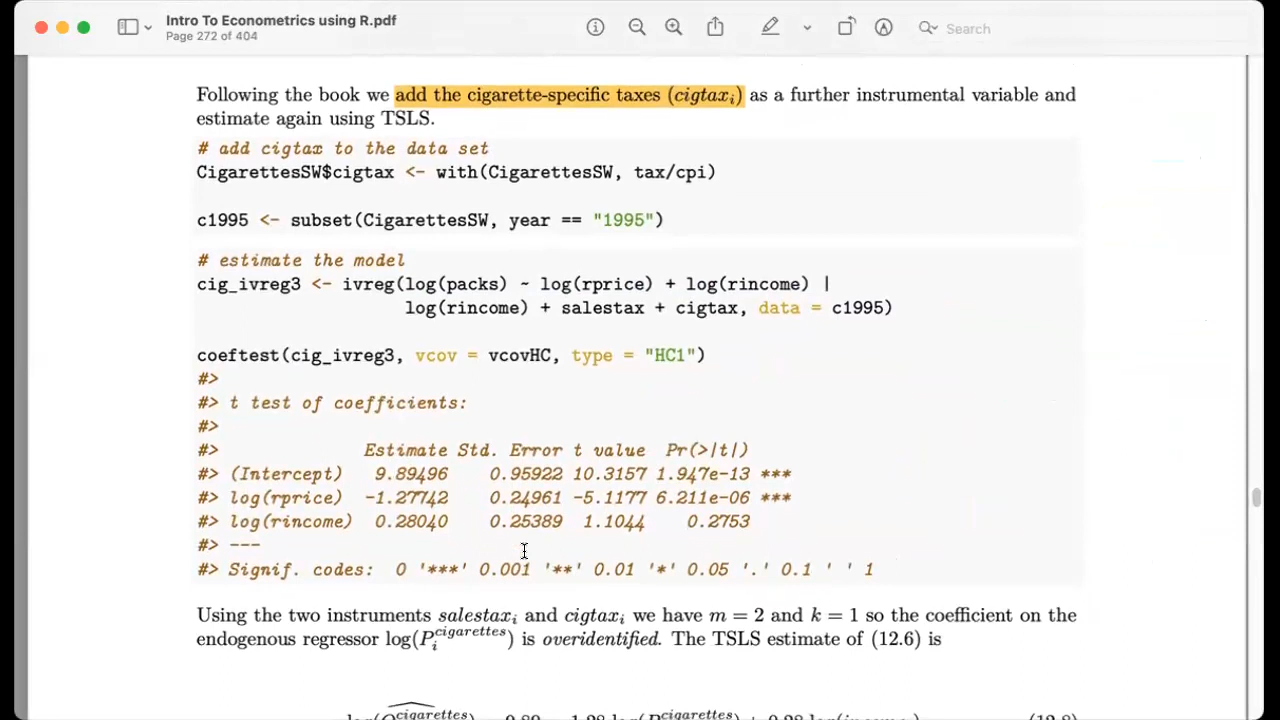 Intro To Econometrics using R.pdf
Page 272 of 404
Search
Following the book we add the cigarette-specific taxes (cigtaxᵢ) as a further instrumental variable and
estimate again using TSLS.
# add cigtax to the data set
CigarettesSW$cigtax <- with(CigarettesSW, tax/cpi)
c1995 <- subset(CigarettesSW, year == "1995")
# estimate the model
cig_ivreg3 <- ivreg(log(packs) ~ log(rprice) + log(rincome) |
log(rincome) + salestax + cigtax, data = c1995)
coeftest(cig_ivreg3, vcov = vcovHC, type = "HC1")
#>
#> t test of coefficients:
#>
#> Estimate Std. Error t value Pr(>|t|)
#> (Intercept) 9.89496 0.95922 10.3157 1.947e-13 ***
#> log(rprice) -1.27742 0.24961 -5.1177 6.211e-06 ***
#> log(rincome) 0.28040 0.25389 1.1044 0.2753
#> ---
#> Signif. codes: 0 '***' 0.001 '**' 0.01 '*' 0.05 '.' 0.1 ' ' 1
Using the two instruments salestaxᵢ and cigtaxᵢ we have m = 2 and k = 1 so the coefficient on the
endogenous regressor log(Pᵢ^cigarettes) is overidentified. The TSLS estimate of (12.6) is